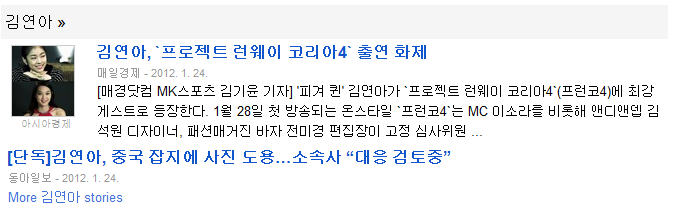 김연아 »
김연아, `프로젝트 런웨이 코리아4` 출연 화제
매일경제 - 2012. 1. 24.
[매경닷컴 MK스포츠 김기윤 기자] '피겨 퀸' 김연아가 `프로젝트 런웨이 코리아4`(프런코4)에 최강
게스트로 등장한다. 1월 28일 첫 방송되는 온스타일 `프런코4`는 MC 이소라를 비롯해 앤디앤뎁 김
석원 디자이너, 패션매거진 바자 전미경 편집장이 고정 심사위원 ...
아시아경제
[단독]김연아, 중국 잡지에 사진 도용…소속사 “대응 검토중”
동아일보 - 2012. 1. 24.
More 김연아 stories